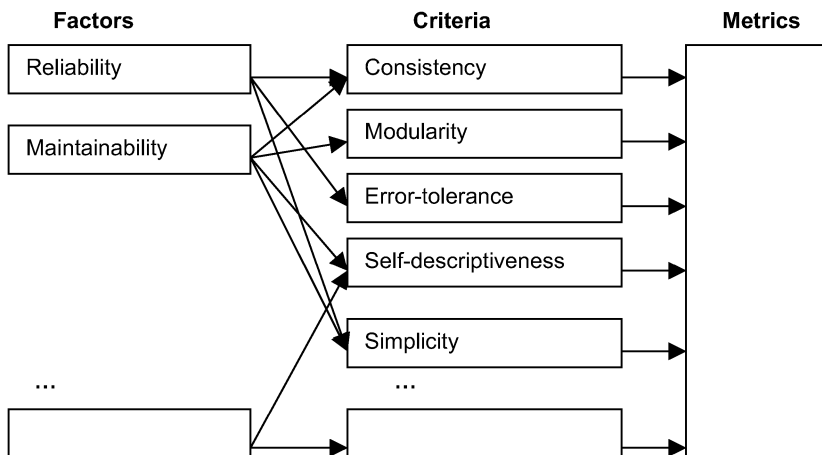 Factors Criteria Metrics
Reliability Consistency
Modularity
Maintainability
Error-tolerance
Self-descriptiveness
Simplicity
... ...